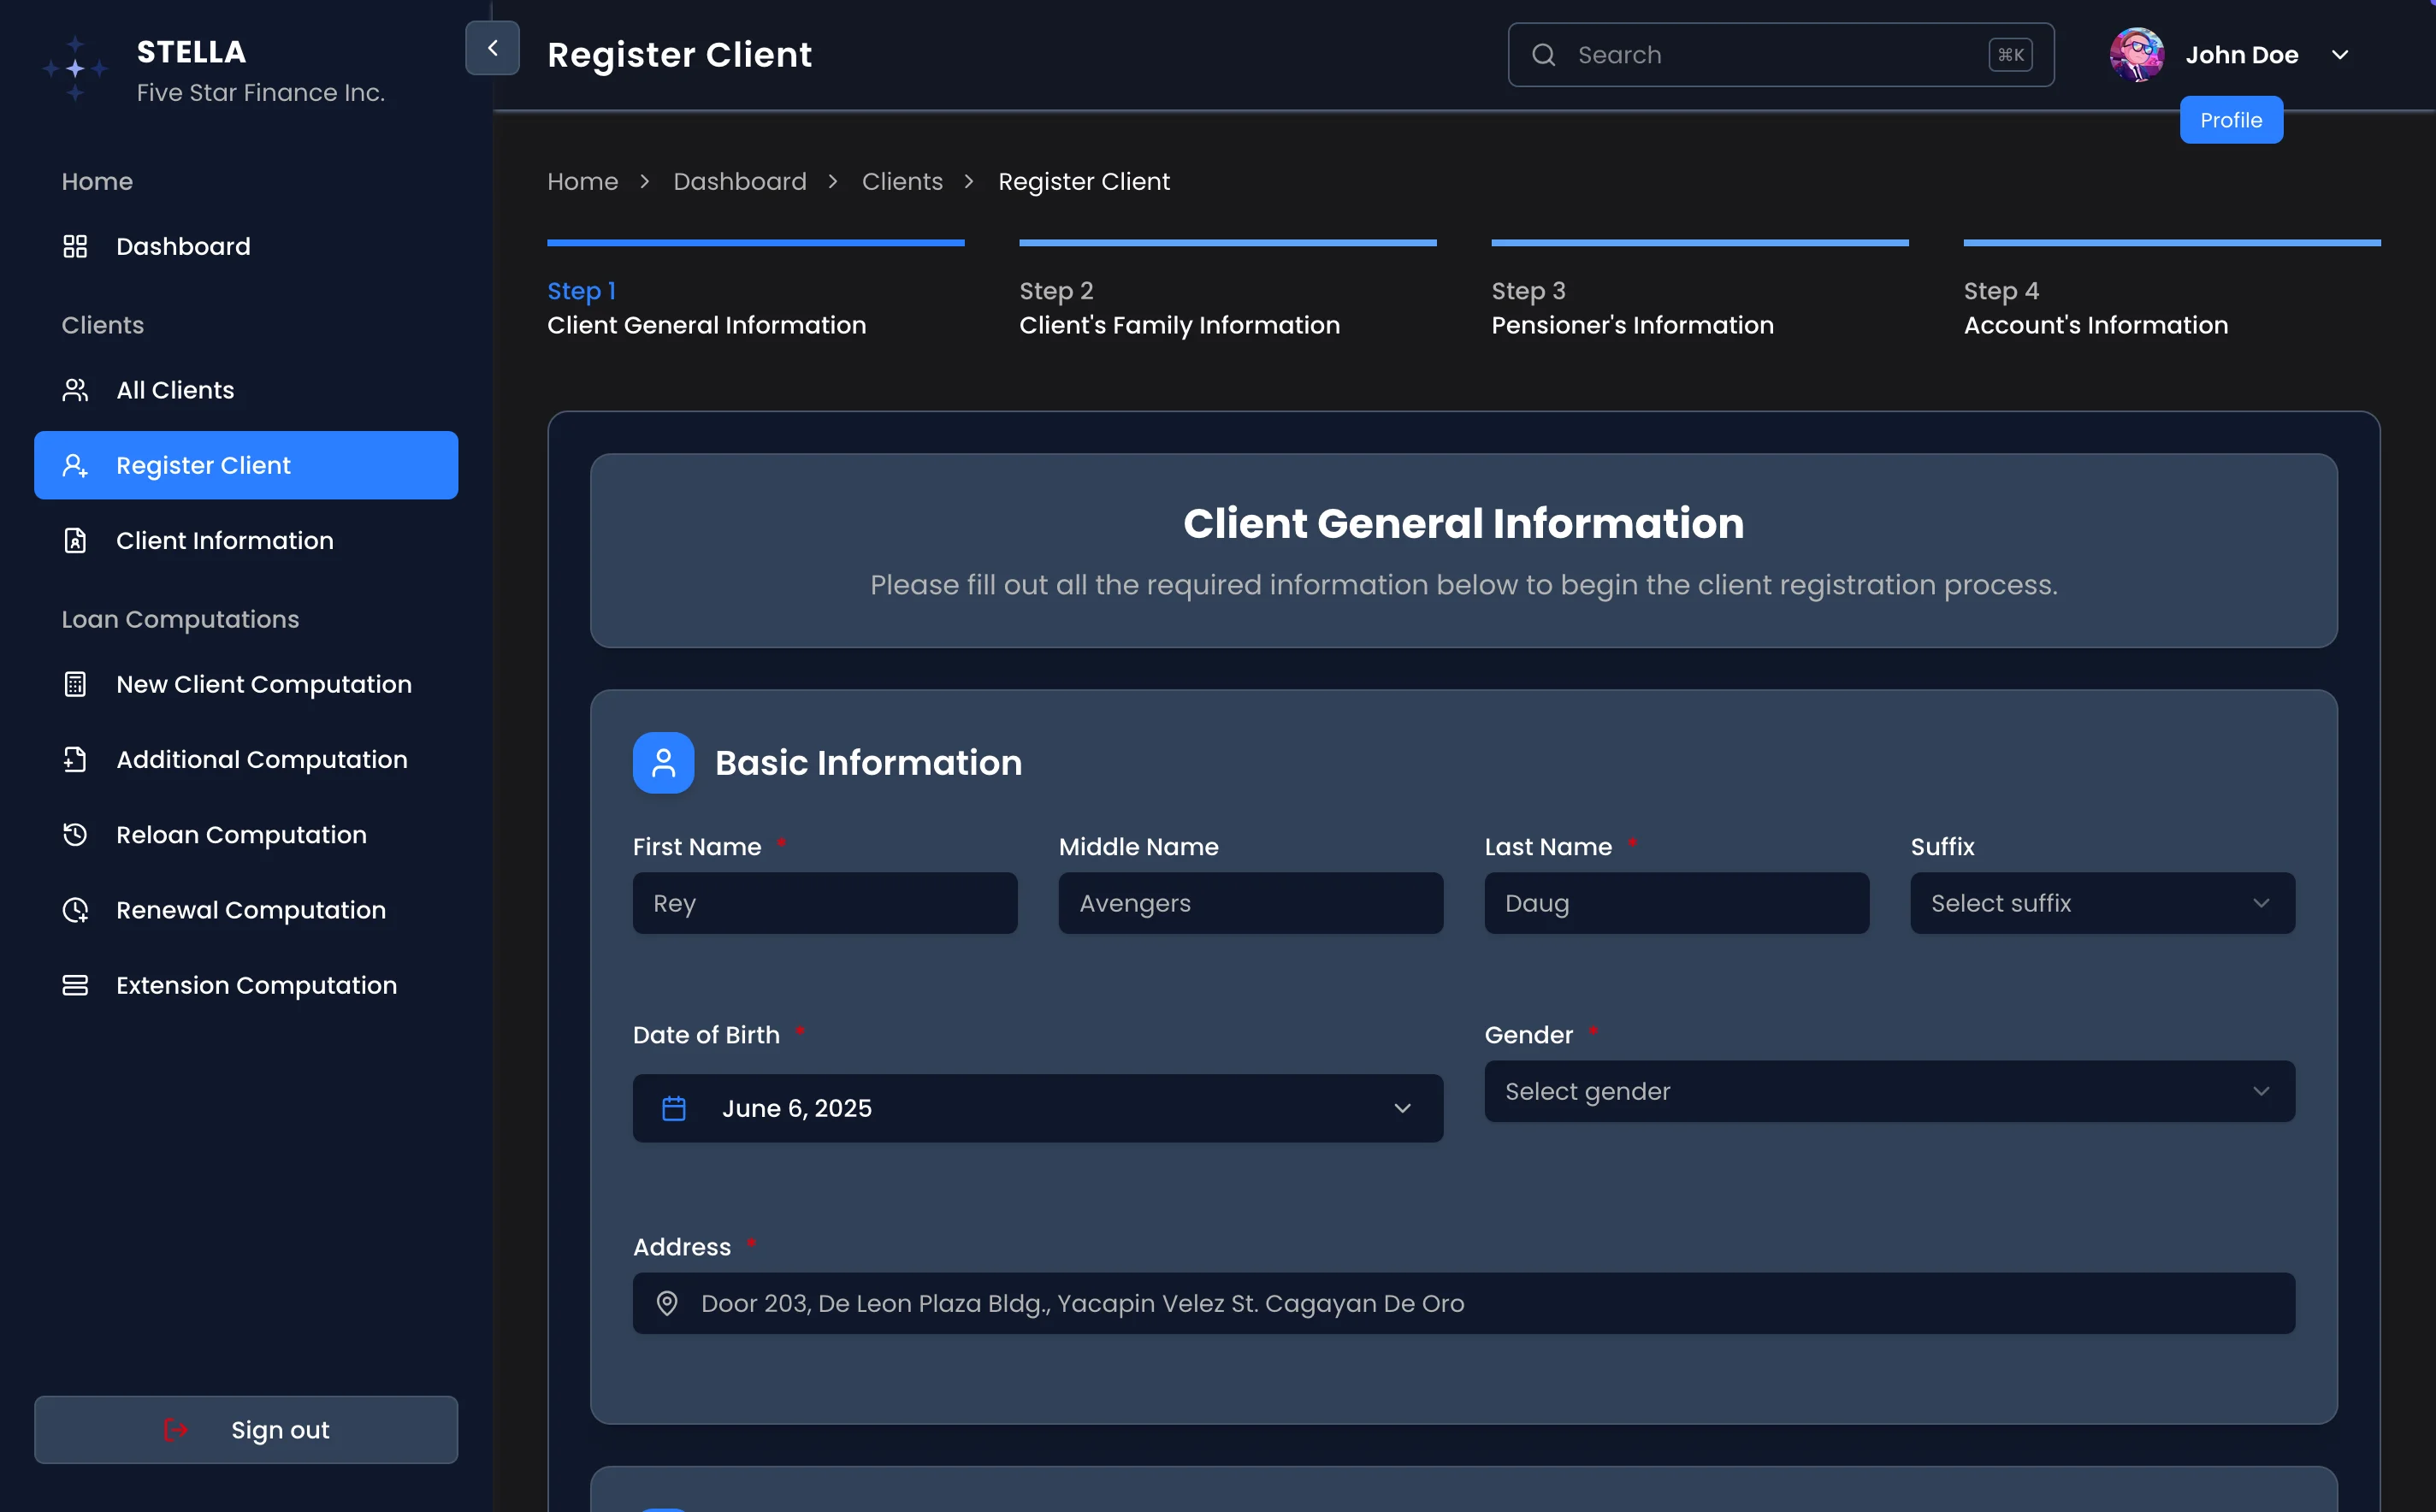 STELLA
Five Star Finance Inc.
Home
Dashboard
Clients
All Clients
Register Client
Client Information
Loan Computations
New Client Computation
Additional Computation
Reloan Computation
Renewal Computation
Extension Computation
Sign out
Register Client
Search
⌘K
John Doe
Profile
Home > Dashboard > Clients > Register Client
Step 1
Client General Information
Step 2
Client's Family Information
Step 3
Pensioner's Information
Step 4
Account's Information
Client General Information
Please fill out all the required information below to begin the client registration process.
Basic Information
First Name *
Rey
Middle Name
Avengers
Last Name *
Daug
Suffix
Select suffix
Date of Birth *
June 6, 2025
Gender *
Select gender
Address *
Door 203, De Leon Plaza Bldg., Yacapin Velez St. Cagayan De Oro